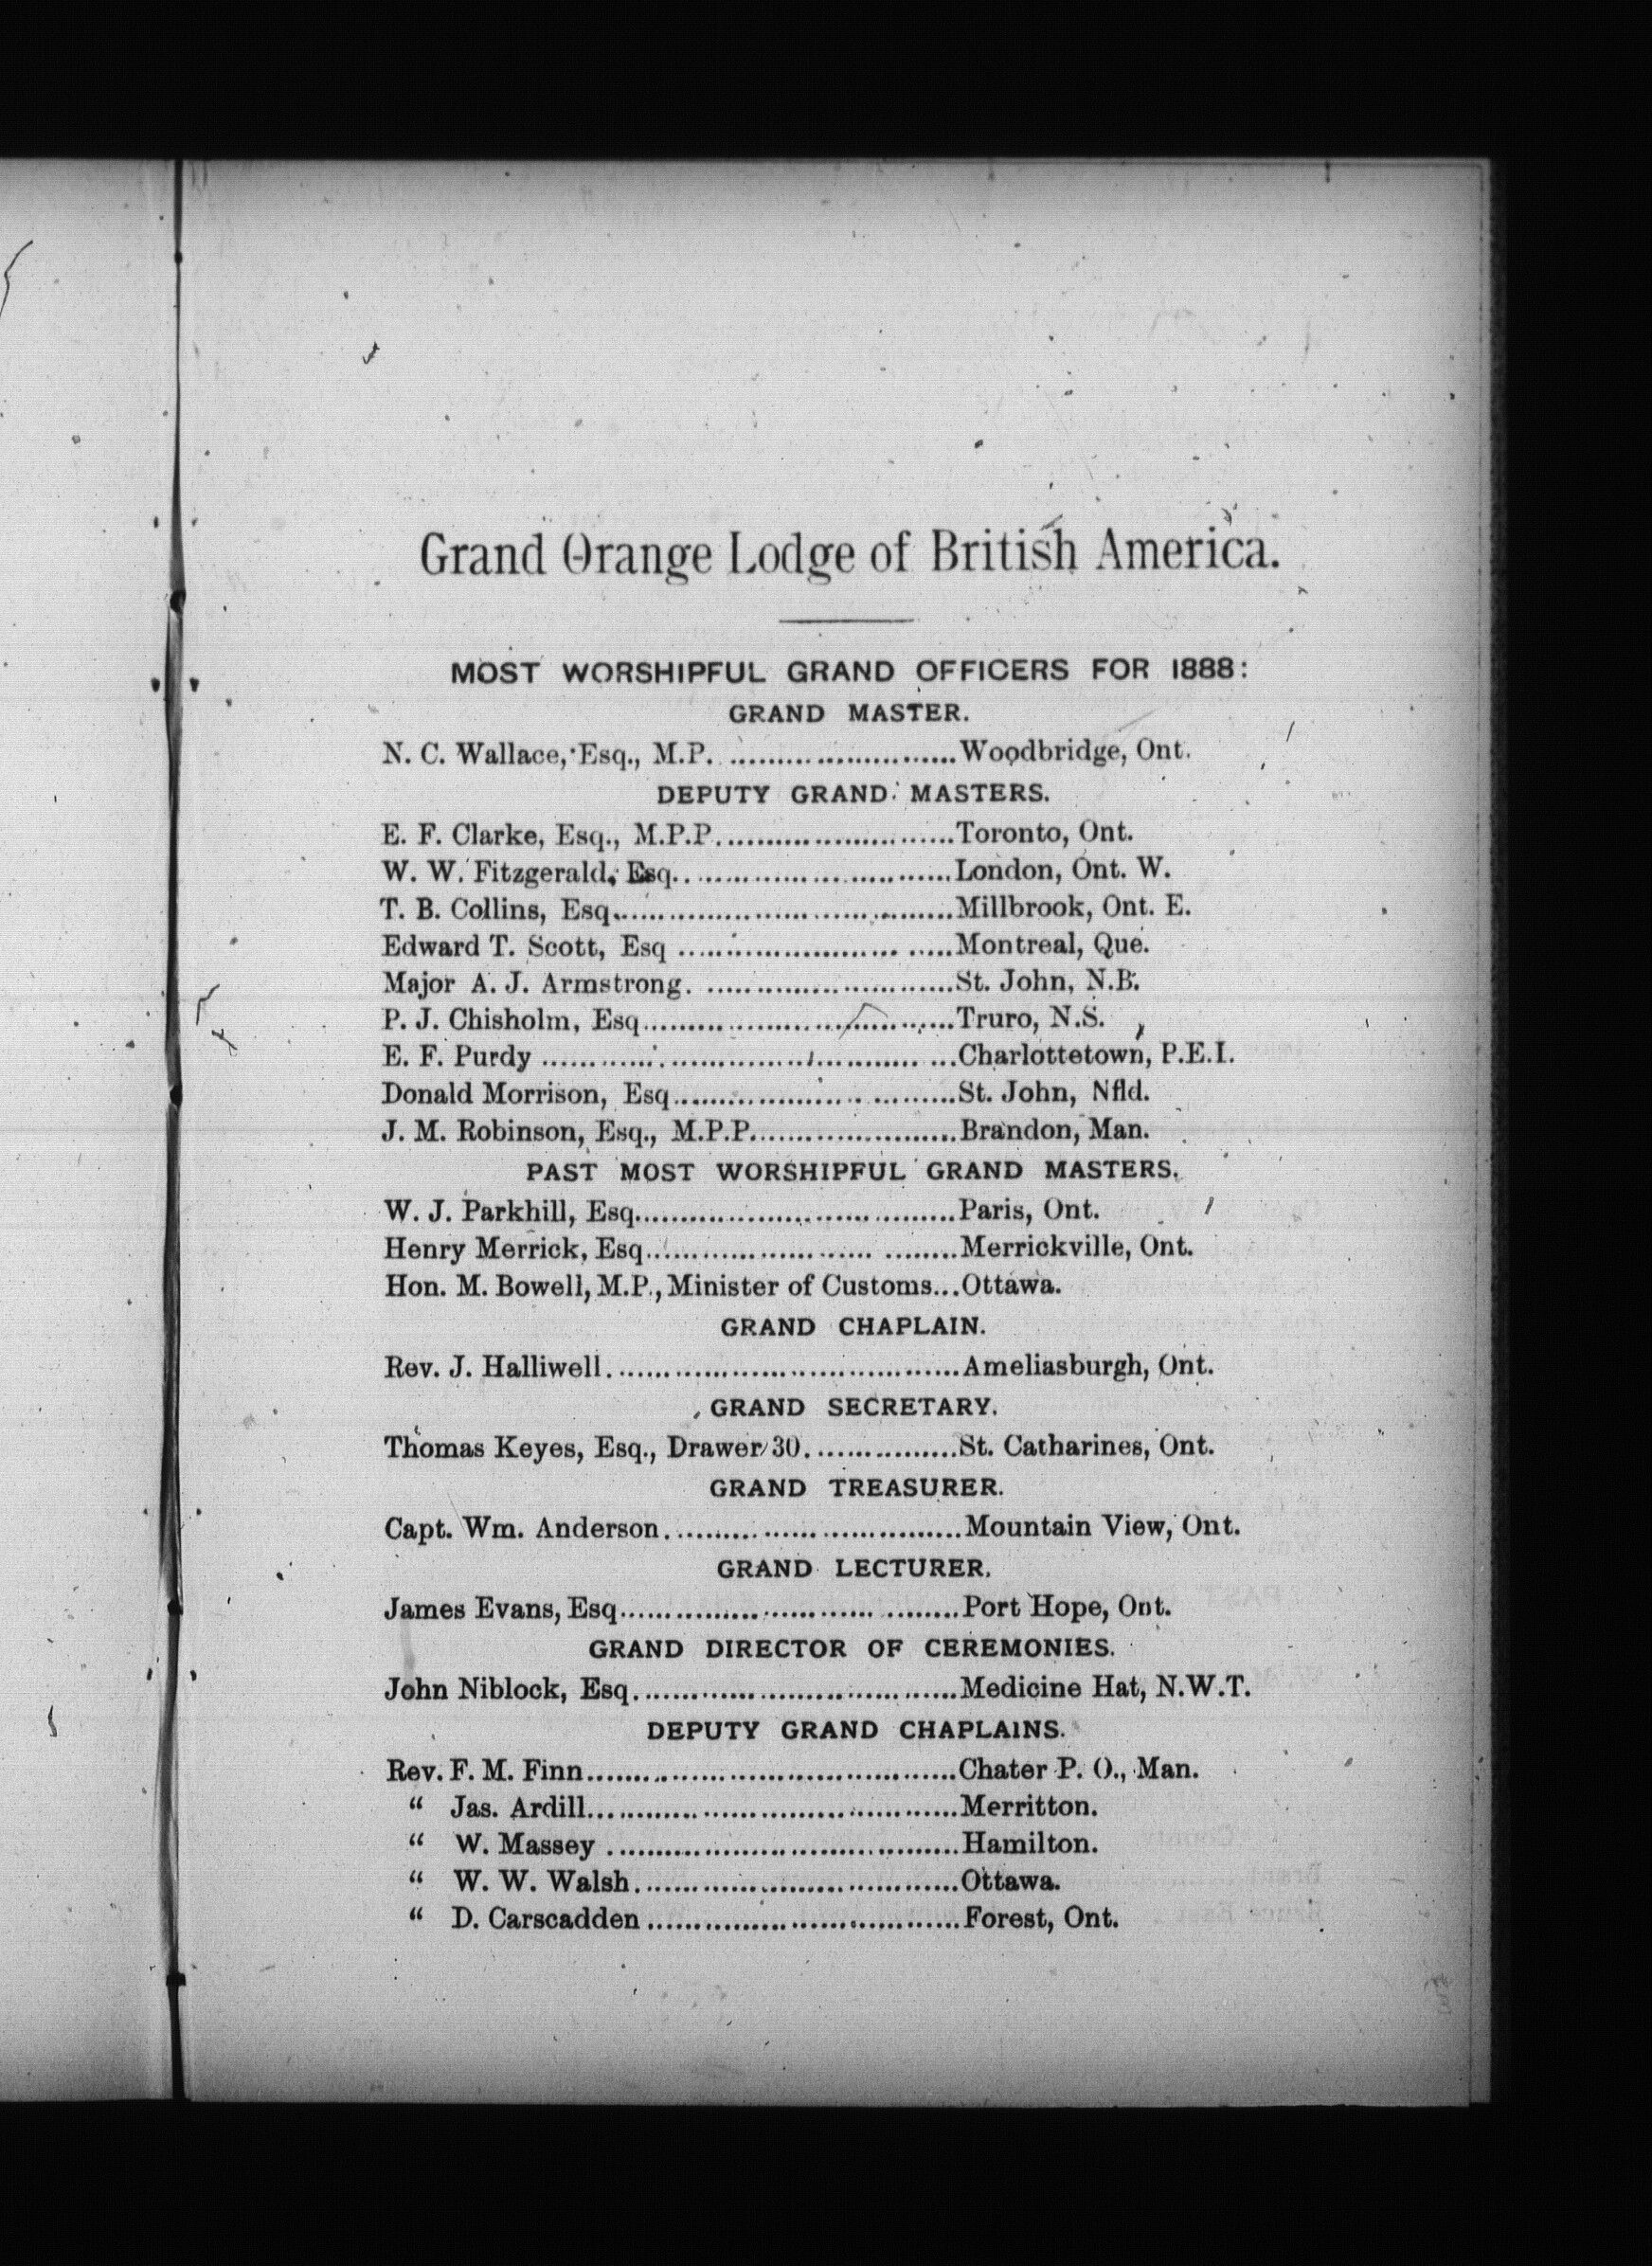 Grand Orange Lodge of British America.
MOST WORSHIPFUL GRAND OFFICERS FOR 1888:
GRAND MASTER.
N. C. Wallace, Esq., M.P. ........................Woodbridge, Ont.
DEPUTY GRAND MASTERS.
E. F. Clarke, Esq., M.P.P.........................Toronto, Ont.
W. W. Fitzgerald, Esq.............................London, Ont. W.
T. B. Collins, Esq................................Millbrook, Ont. E.
Edward T. Scott, Esq .............................Montreal, Que.
Major A. J. Armstrong. ..........................St. John, N.B.
P. J. Chisholm, Esq...............................Truro, N.S.
E. F. Purdy ......................................Charlottetown, P.E.I.
Donald Morrison, Esq..............................St. John, Nfld.
J. M. Robinson, Esq., M.P.P......................Brandon, Man.
PAST MOST WORSHIPFUL GRAND MASTERS.
W. J. Parkhill, Esq...............................Paris, Ont.
Henry Merrick, Esq................................Merrickville, Ont.
Hon. M. Bowell, M.P., Minister of Customs...Ottawa.
GRAND CHAPLAIN.
Rev. J. Halliwell.................................Ameliasburgh, Ont.
GRAND SECRETARY.
Thomas Keyes, Esq., Drawer 30.................St. Catharines, Ont.
GRAND TREASURER.
Capt. Wm. Anderson..............................Mountain View, Ont.
GRAND LECTURER.
James Evans, Esq..................................Port Hope, Ont.
GRAND DIRECTOR OF CEREMONIES.
John Niblock, Esq.................................Medicine Hat, N.W.T.
DEPUTY GRAND CHAPLAINS.
Rev. F. M. Finn...................................Chater P. O., Man.
“ Jas. Ardill.....................................Merritton.
“ W. Massey .....................................Hamilton.
“ W. W. Walsh...................................Ottawa.
“ D. Carscadden .................................Forest, Ont.